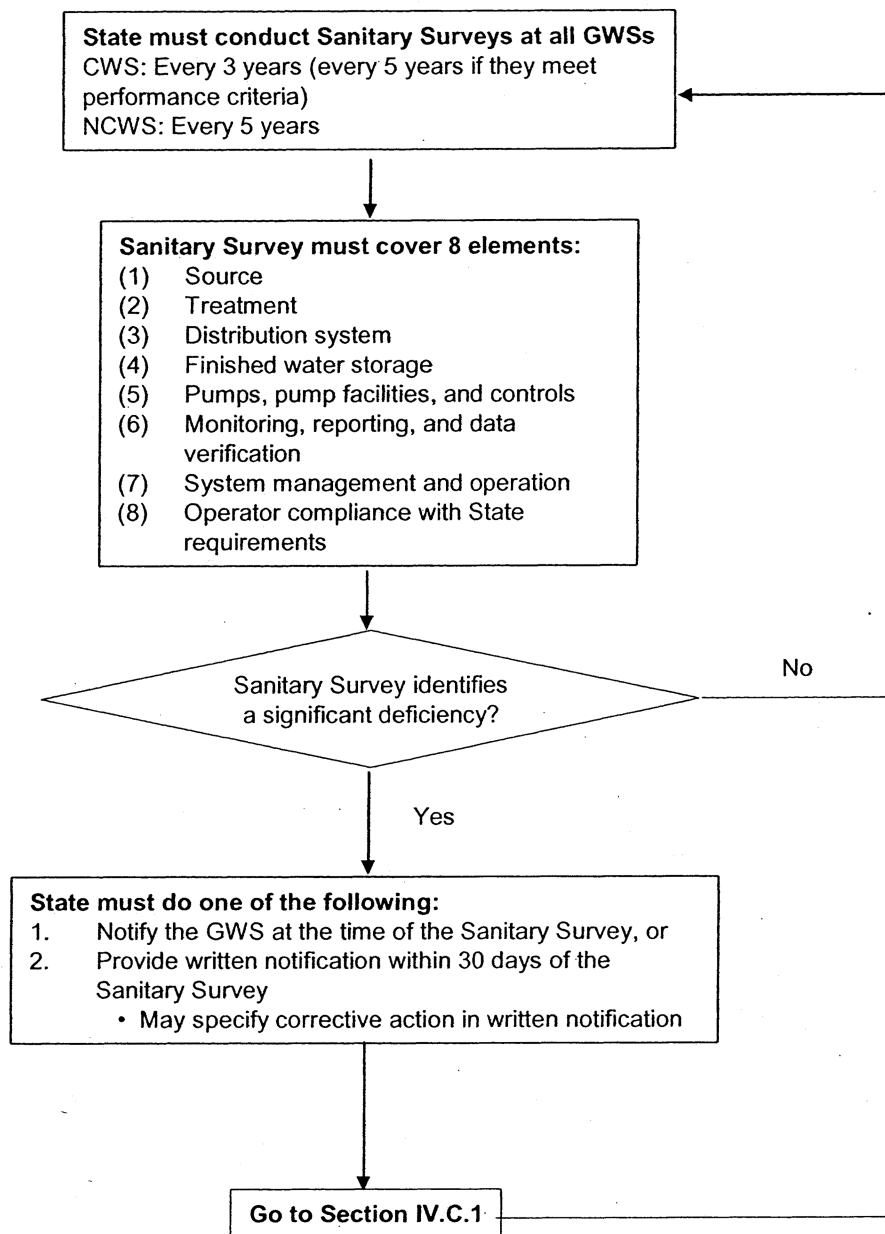 State must conduct Sanitary Surveys at all GWSs
CWS: Every 3 years (every 5 years if they meet
performance criteria)
NCWS: Every 5 years
Sanitary Survey must cover 8 elements:
(1) Source
(2) Treatment
(3) Distribution system
(4) Finished water storage
(5) Pumps, pump facilities, and controls
(6) Monitoring, reporting, and data
verification
(7) System management and operation
(8) Operator compliance with State
requirements
Sanitary Survey identifies
a significant deficiency?
No
Yes
State must do one of the following:
1. Notify the GWS at the time of the Sanitary Survey, or
2. Provide written notification within 30 days of the
Sanitary Survey
• May specify corrective action in written notification
Go to Section IV.C.1